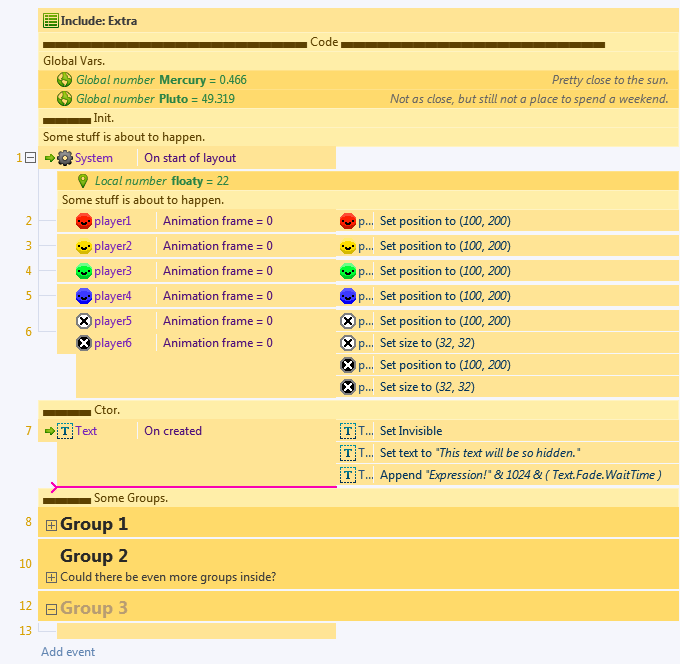 Include: Extra
Code
Global Vars.
Global number Mercury = 0.466 Pretty close to the sun.
Global number Pluto = 49.319 Not as close, but still not a place to spend a weekend.
Init.
Some stuff is about to happen.
1 System On start of layout
Local number floaty = 22
Some stuff is about to happen.
2 player1 Animation frame = 0 p... Set position to (100, 200)
3 player2 Animation frame = 0 p... Set position to (100, 200)
4 player3 Animation frame = 0 p... Set position to (100, 200)
5 player4 Animation frame = 0 p... Set position to (100, 200)
6 player5 Animation frame = 0 p... Set position to (100, 200)
player6 Animation frame = 0 p... Set size to (32, 32)
p... Set position to (100, 200)
p... Set size to (32, 32)
Ctor.
7 T Text On created T T... Set Invisible
T T... Set text to "This text will be so hidden."
T T... Append "Expression!" & 1024 & ( Text.Fade.WaitTime )
Some Groups.
8 Group 1
10 Group 2
Could there be even more groups inside?
12 Group 3
13
Add event